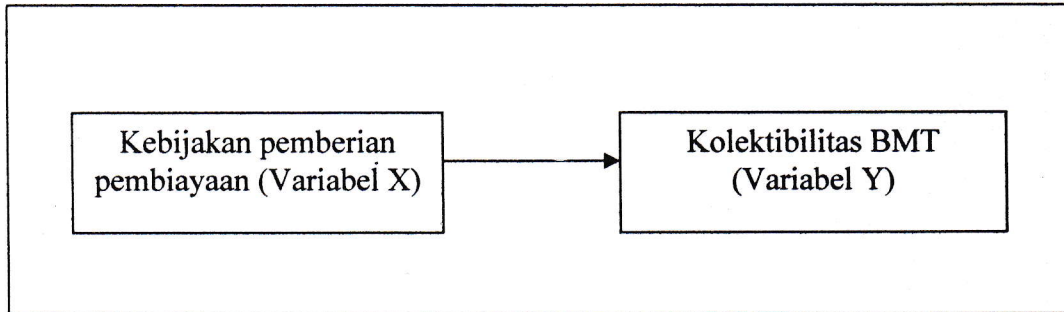 Kebijakan pemberian
pembiayaan (Variabel X)
Kolektibilitas BMT
(Variabel Y)